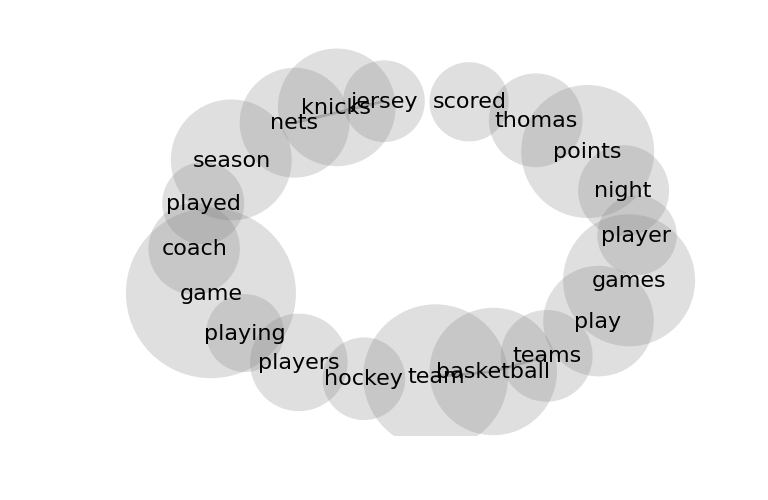 knicks
jersey
scored
nets
thomas
points
season
night
played
player
coach
games
game
play
playing
teams
players
basketball
team
hockey